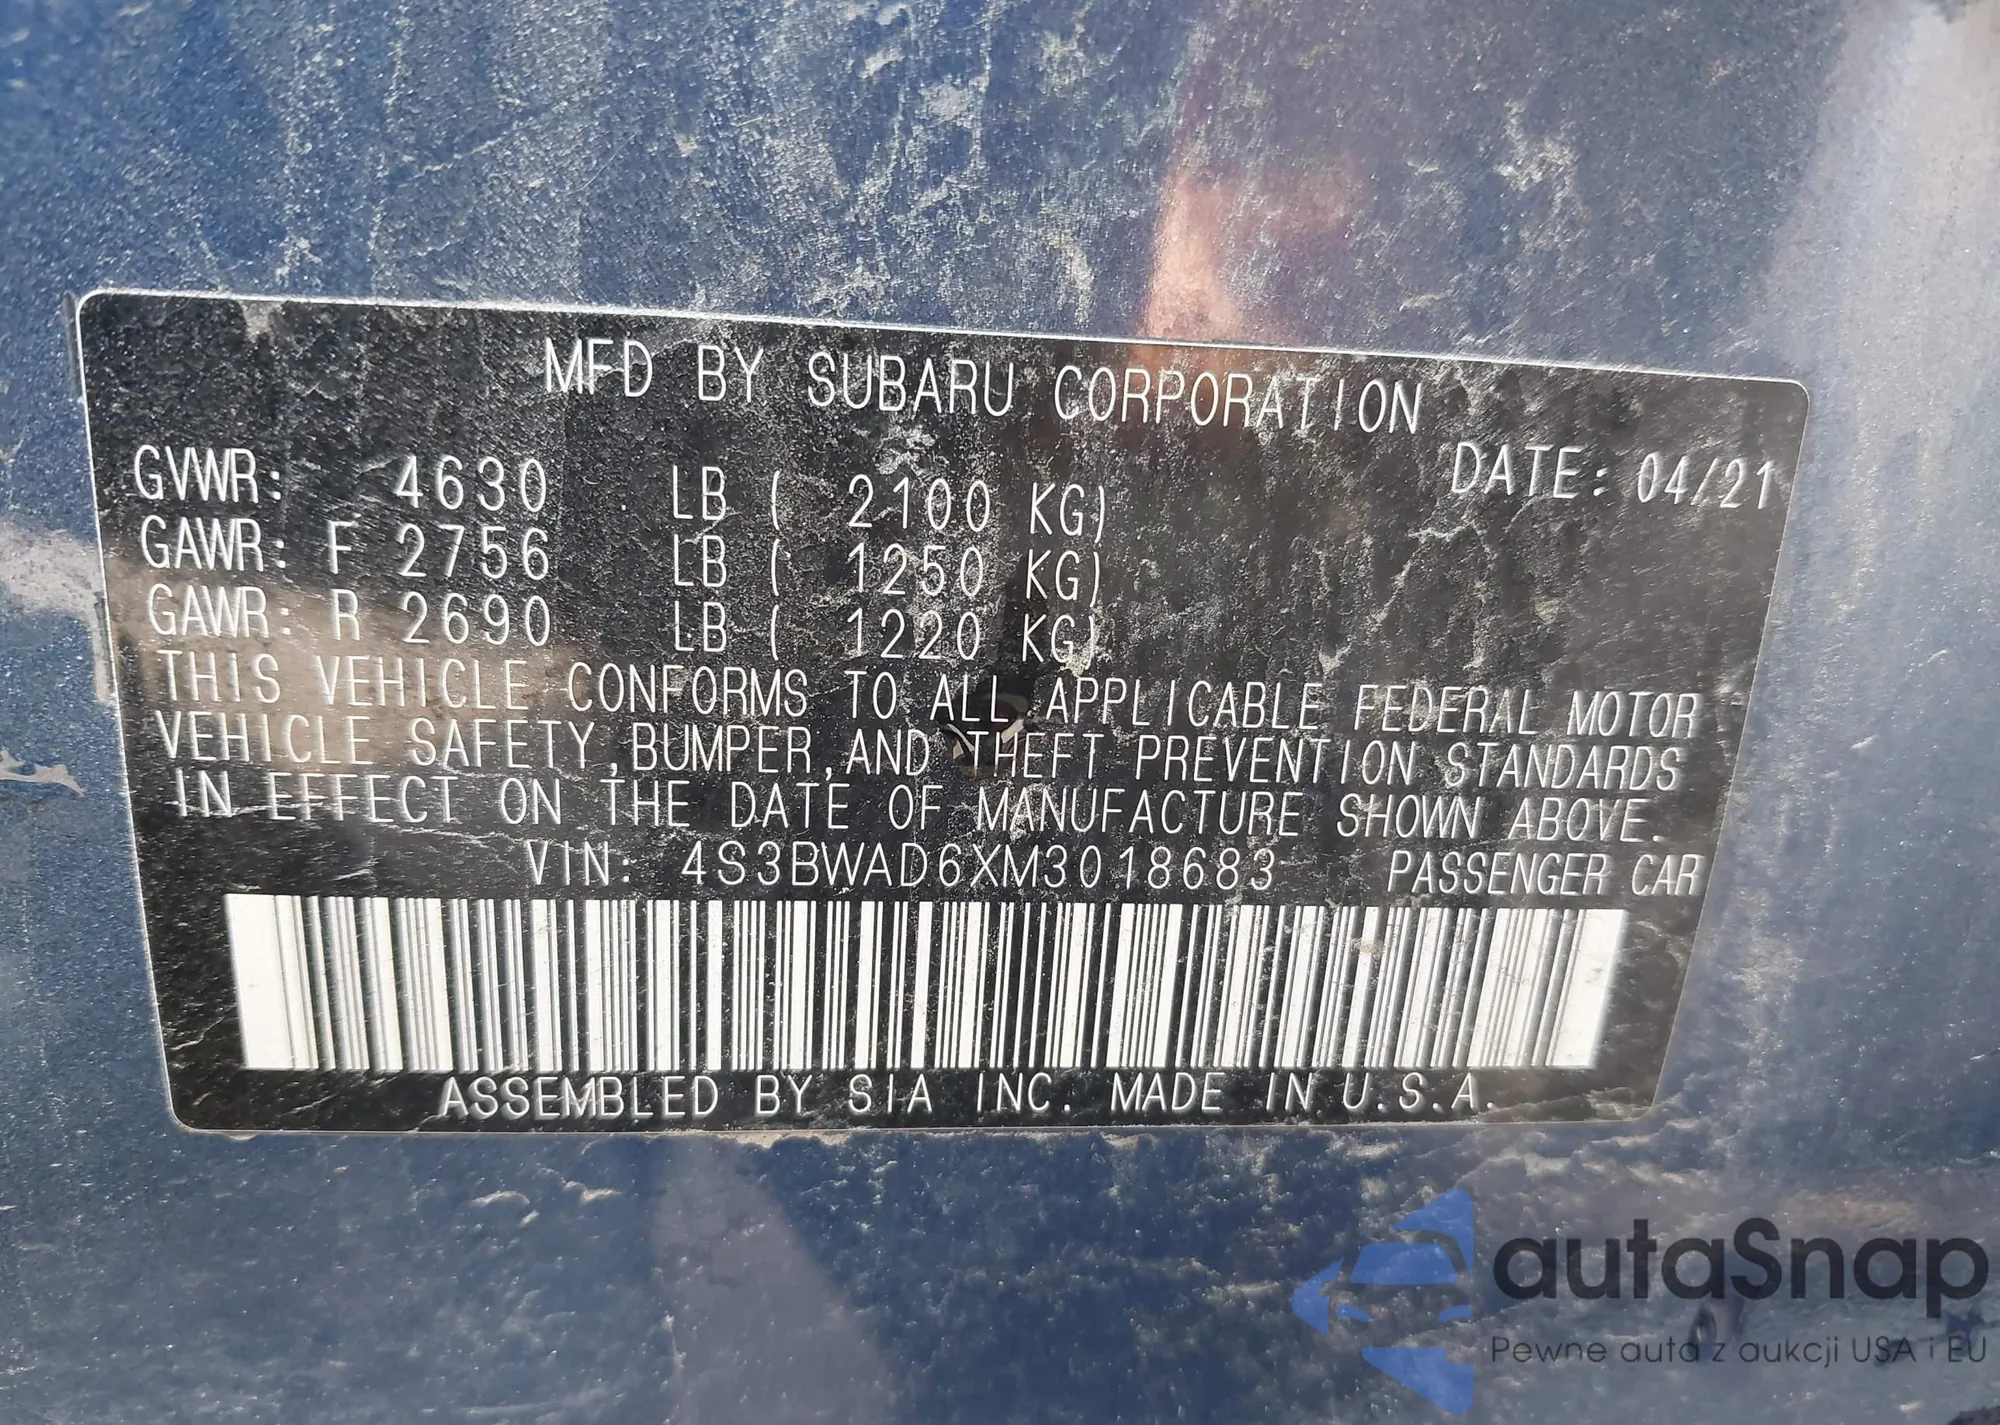 MFD BY SUBARU CORPORATION
DATE: 04/21
GVWR: 4630 LB ( 2100 KG)
GAWR: F 2756 LB ( 1250 KG)
GAWR: R 2690 LB ( 1220 KG)
THIS VEHICLE CONFORMS TO ALL APPLICABLE FEDERAL MOTOR
VEHICLE SAFETY,BUMPER,AND THEFT PREVENTION STANDARDS
IN EFFECT ON THE DATE OF MANUFACTURE SHOWN ABOVE.
VIN: 4S3BWAD6XM3018683 PASSENGER CAR
ASSEMBLED BY SIA INC. MADE IN U.S.A.
autaSnap
Pewne auta z aukcji USA i EU